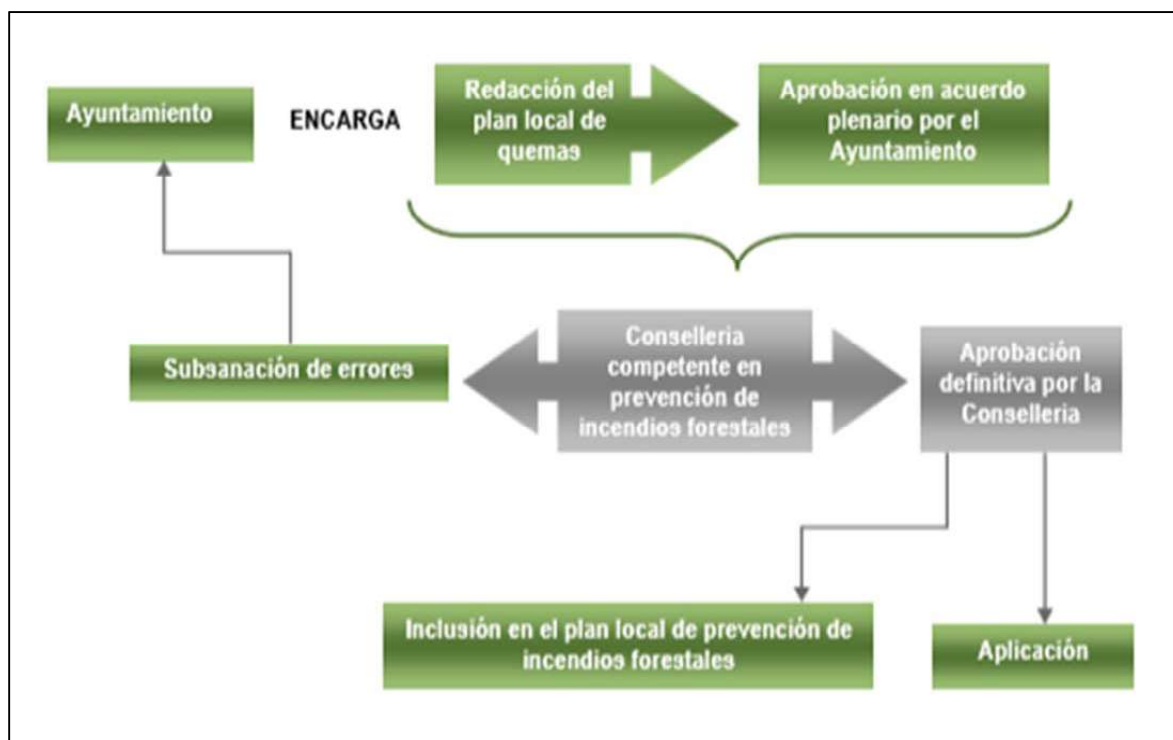 Ayuntamiento
ENCARGA
Redacción del
plan local de
quemas
Aprobación en acuerdo
plenario por el
Ayuntamiento
Subsanación de errores
Conselleria
competente en
prevención de
incendios forestales
Aprobación
definitiva por la
Conselleria
Inclusión en el plan local de prevención de
incendios forestales
Aplicación